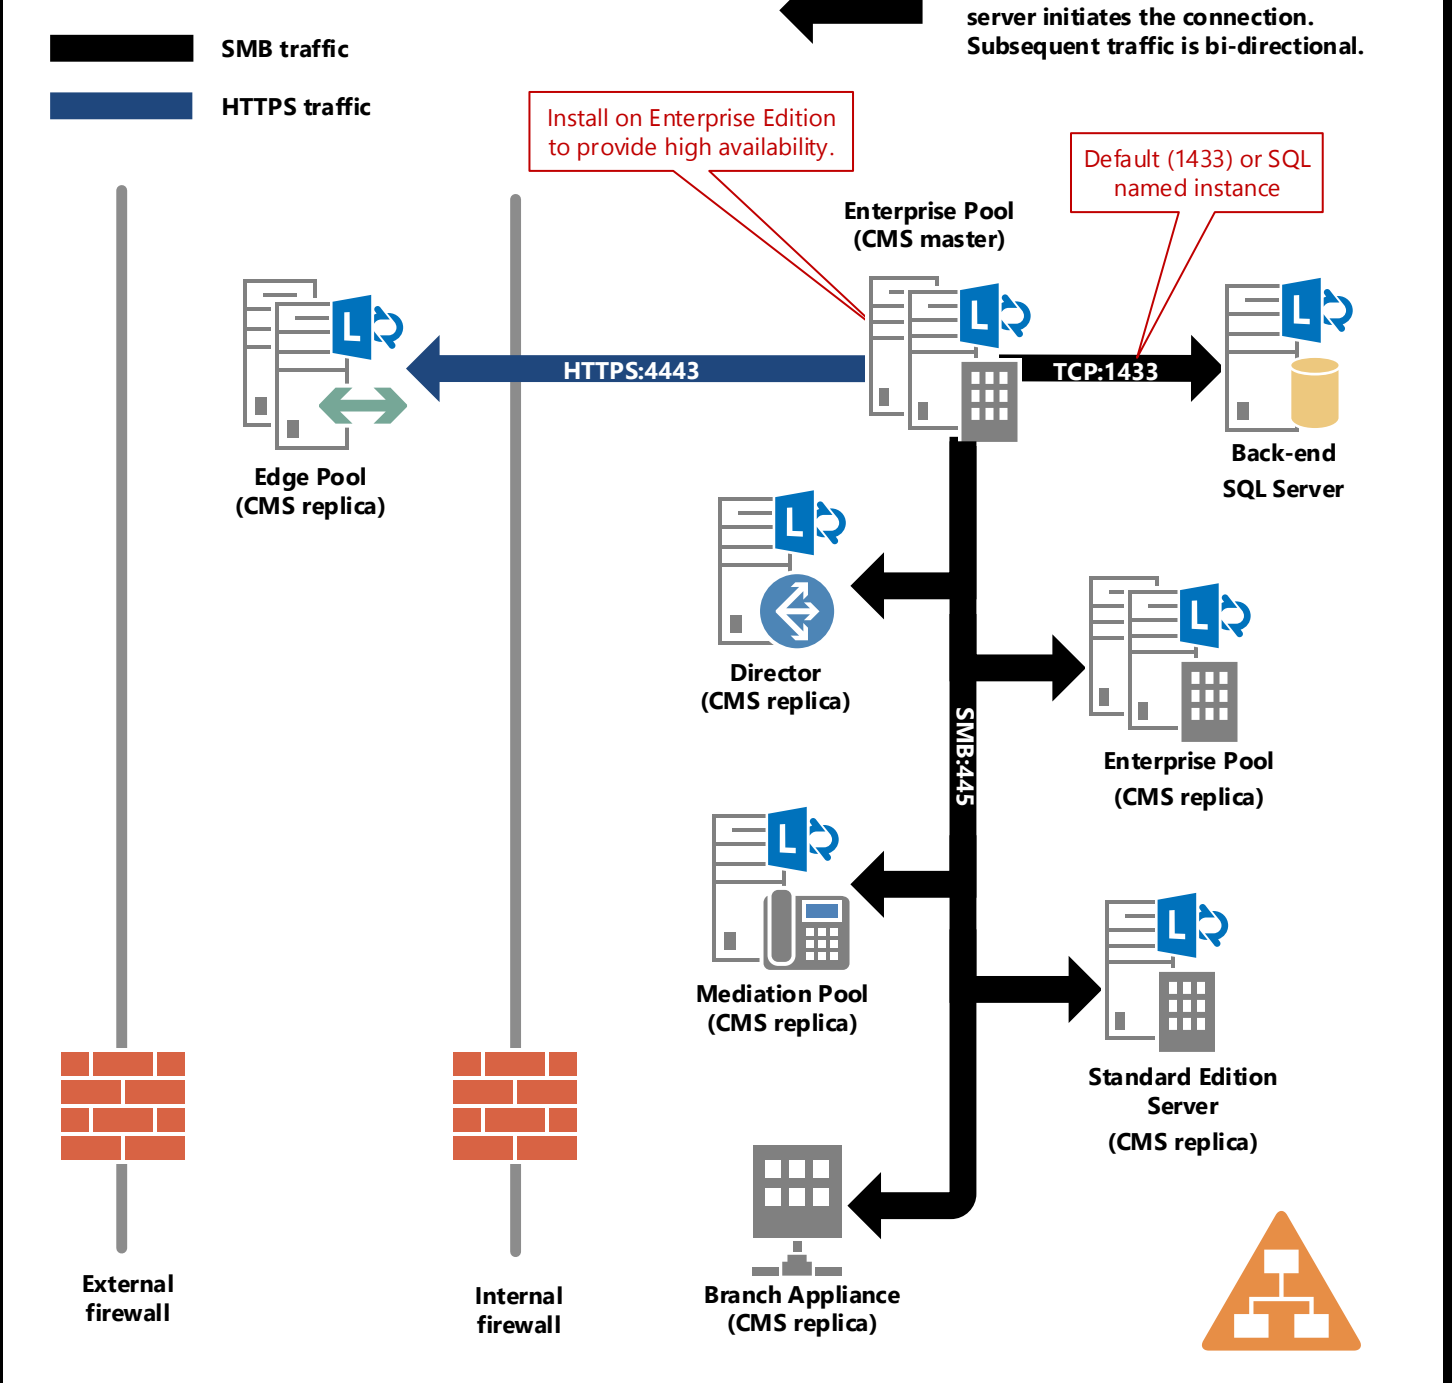 server initiates the connection.
Subsequent traffic is bi-directional.
SMB traffic
HTTPS traffic
Install on Enterprise Edition
to provide high availability.
Default (1433) or SQL
named instance
Enterprise Pool
(CMS master)
L
L
L
HTTPS:4443
TCP:1433
Edge Pool
(CMS replica)
Back-end
SQL Server
L
Director
(CMS replica)
L
Enterprise Pool
(CMS replica)
SMB:445
L
Mediation Pool
(CMS replica)
L
Standard Edition
Server
(CMS replica)
External
firewall
Internal
firewall
Branch Appliance
(CMS replica)